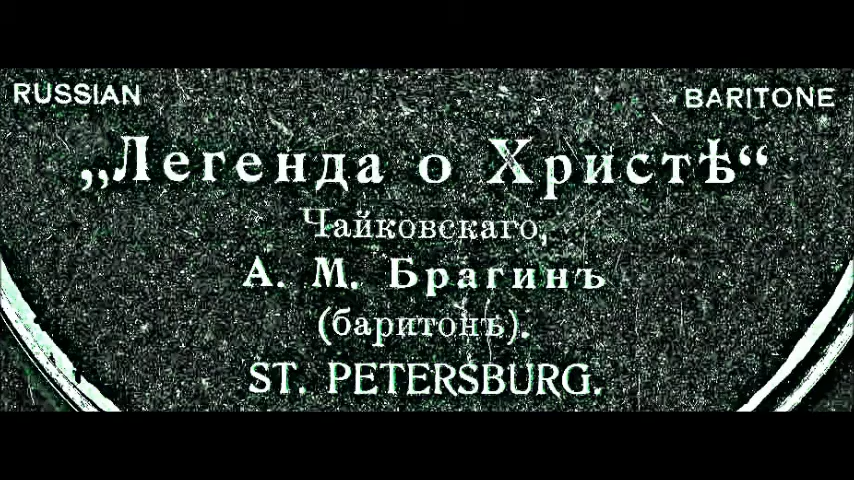 RUSSIAN BARITONE
„Легенда о Христѣ“
Чайковскаго,
А. М. Брагинъ
(баритонъ).
ST. PETERSBURG.